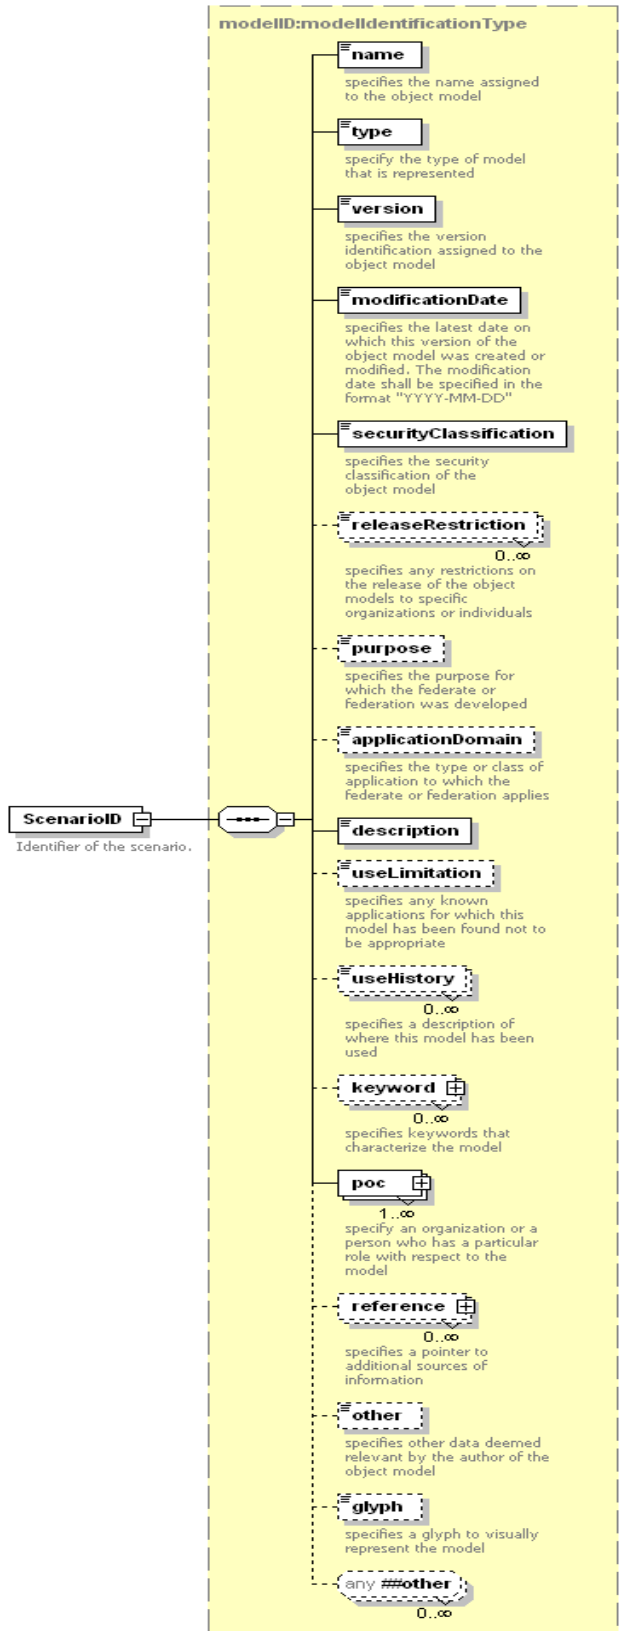 modelID:modelIdentificationType
name
specifies the name assigned
to the object model
type
specify the type of model
that is represented
version
specifies the version
identification assigned to the
object model
modificationDate
specifies the latest date on
which this version of the
object model was created or
modified. The modification
date shall be specified in the
format "YYYY-MM-DD"
securityClassification
specifies the security
classification of the
object model
releaseRestriction
0..∞
specifies any restrictions on
the release of the object
models to specific
organizations or individuals
purpose
specifies the purpose for
which the federate or
federation was developed
applicationDomain
specifies the type or class of
application to which the
federate or federation applies
ScenarioID
Identifier of the scenario.
description
useLimitation
specifies any known
applications for which this
model has been found not to
be appropriate
useHistory
0..∞
specifies a description of
where this model has been
used
keyword
0..∞
specifies keywords that
characterize the model
poc
1..∞
specify an organization or a
person who has a particular
role with respect to the
model
reference
0..∞
specifies a pointer to
additional sources of
information
other
specifies other data deemed
relevant by the author of the
object model
glyph
specifies a glyph to visually
represent the model
any ##other
0..∞